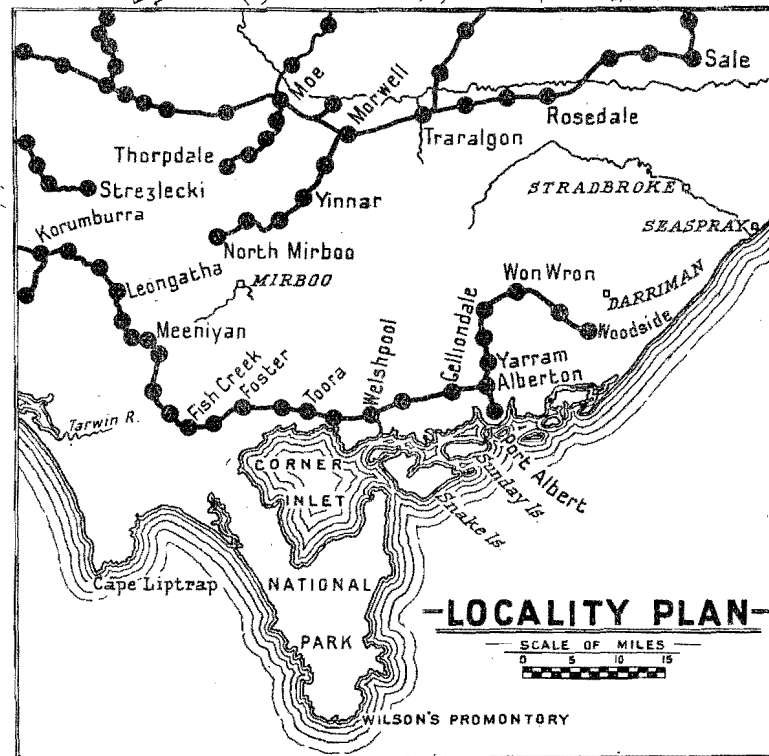 Sale
Moe
Morwell
Rosedale
Traralgon
Thorpdale
Strezlecki
Yinnar
STRADBROKE
Korumburra
SEASPRAY
North Mirboo
Leongatha
MIRBOO
Won Wron
DARRIMAN
Woodside
Meeniyan
Gelliondale
Yarram
Alberton
Fish Creek
Foster
Toora
Welshpool
Tarwin R.
Port Albert
CORNER
INLET
Sunday Is.
Snake Is.
Cape Liptrap
NATIONAL
PARK
LOCALITY PLAN
SCALE OF MILES
0 5 10 15
WILSON'S PROMONTORY